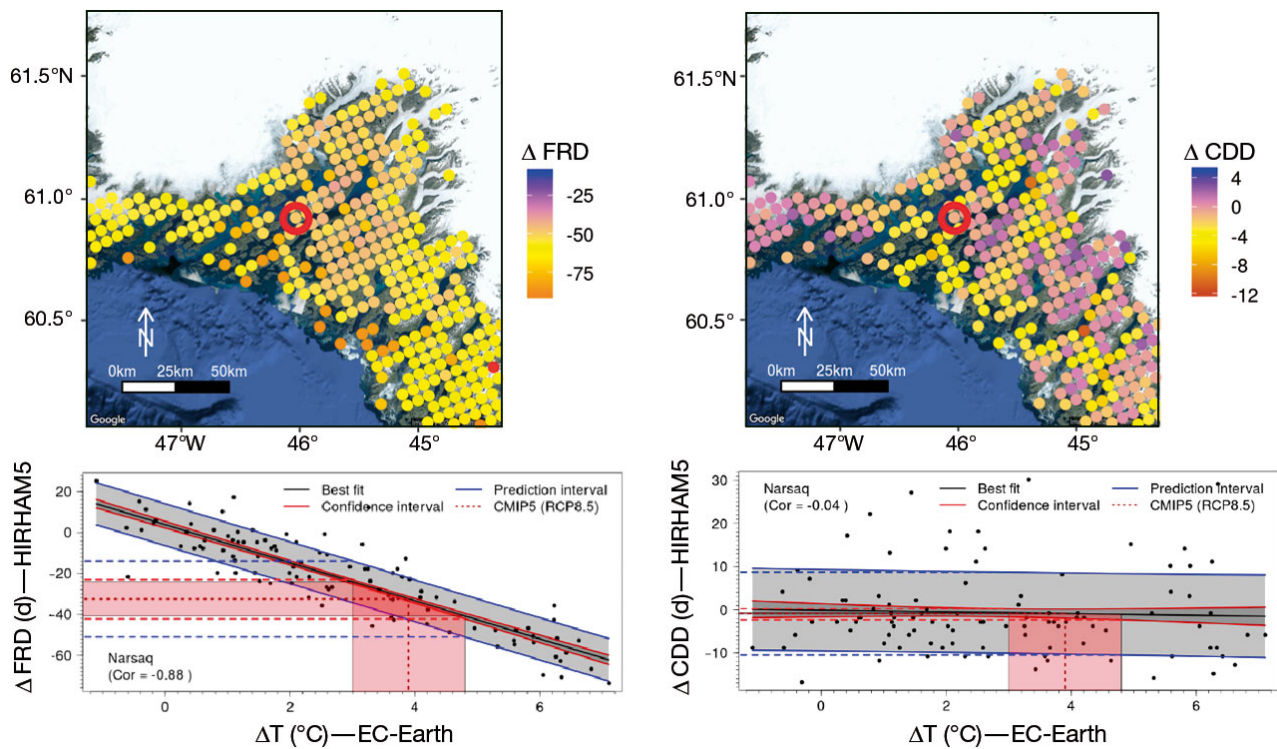 61.5°N
61.0°
60.5°
47°W
46°
45°
N
0km 25km 50km
Google
Δ FRD
-25
-50
-75
61.5°N
61.0°
60.5°
47°W
46°
45°
N
0km 25km 50km
Google
Δ CDD
4
0
-4
-8
-12
Δ FRD (d)—HIRHAM5
20
0
-20
-40
-60
Best fit
Confidence interval
Prediction interval
CMIP5 (RCP8.5)
Narsaq
(Cor = -0.88 )
0 2 4 6
ΔT (°C)—EC-Earth
Δ CDD (d)—HIRHAM5
30
20
10
0
-10
Narsaq
(Cor = -0.04 )
Best fit
Confidence interval
Prediction interval
CMIP5 (RCP8.5)
0 2 4 6
ΔT (°C)—EC-Earth